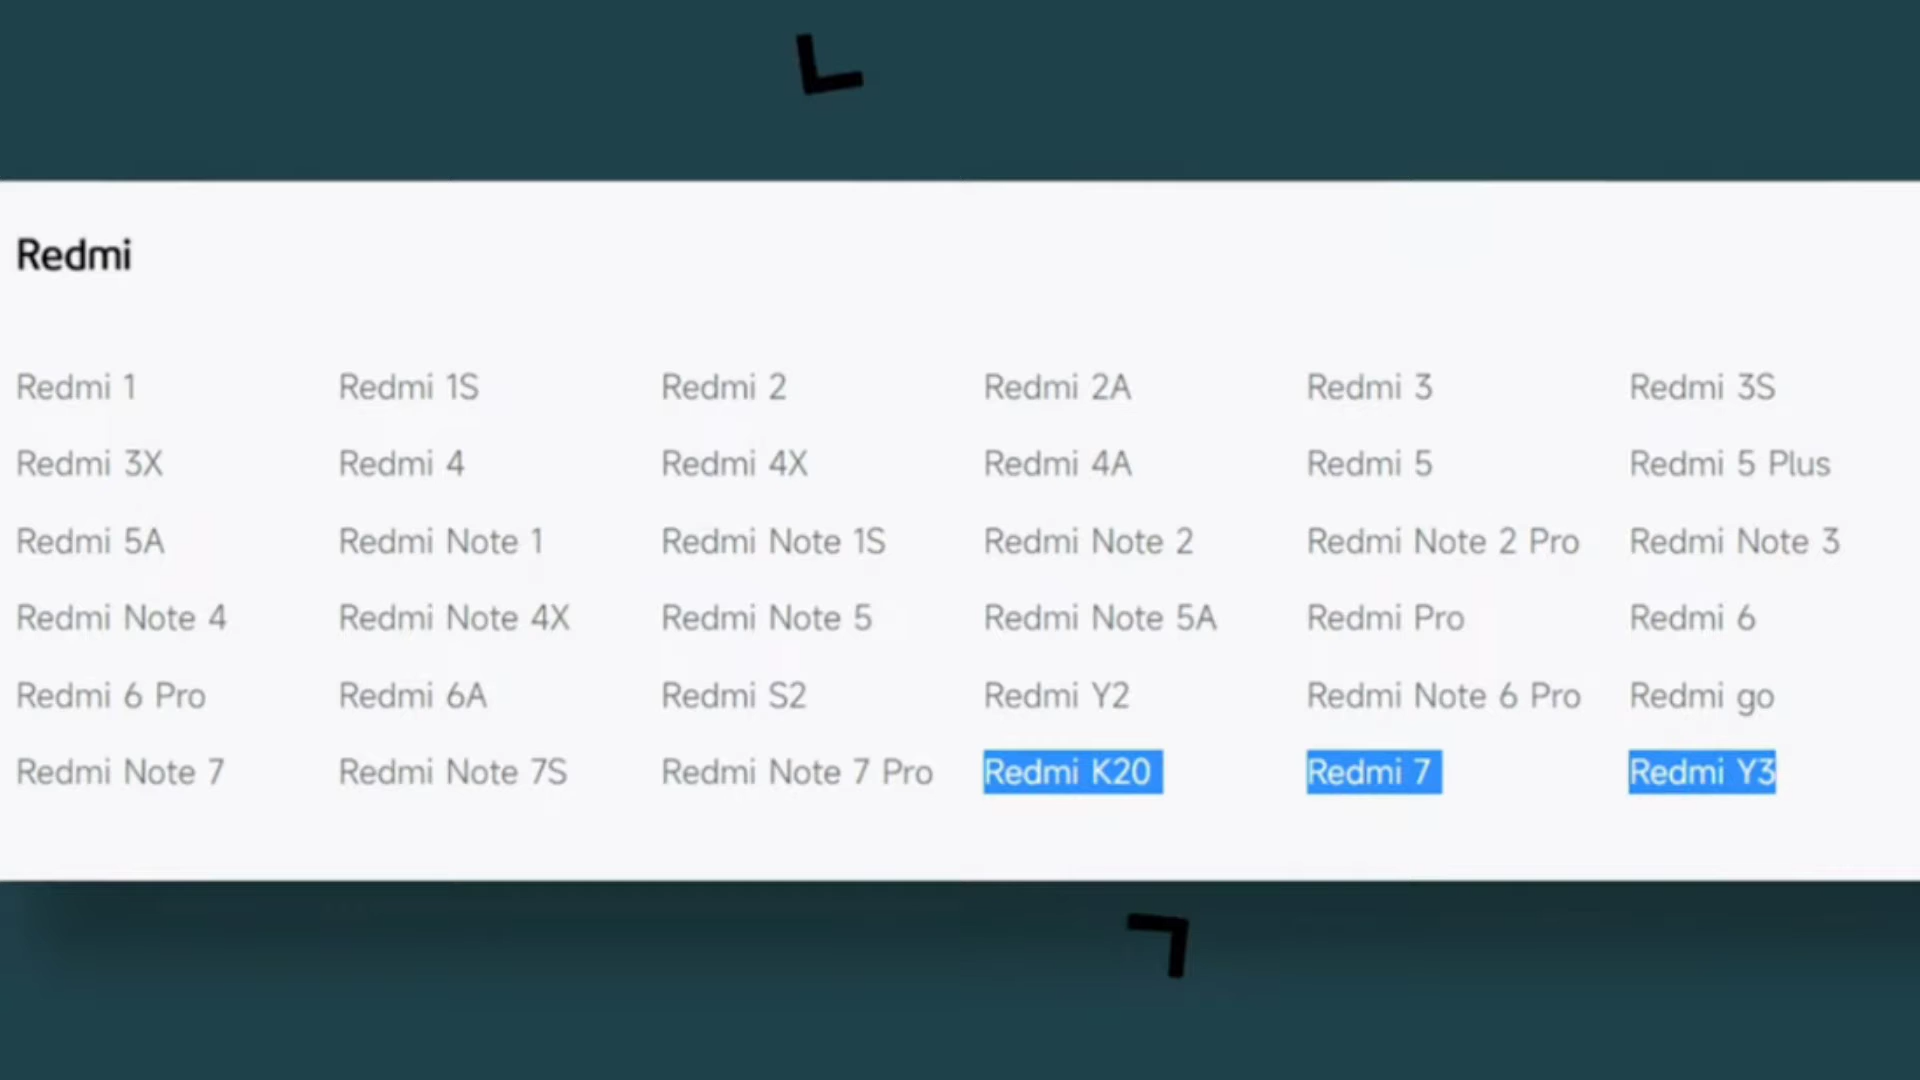 Redmi
Redmi 1 Redmi 1S Redmi 2 Redmi 2A Redmi 3 Redmi 3S
Redmi 3X Redmi 4 Redmi 4X Redmi 4A Redmi 5 Redmi 5 Plus
Redmi 5A Redmi Note 1 Redmi Note 1S Redmi Note 2 Redmi Note 2 Pro Redmi Note 3
Redmi Note 4 Redmi Note 4X Redmi Note 5 Redmi Note 5A Redmi Pro Redmi 6
Redmi 6 Pro Redmi 6A Redmi S2 Redmi Y2 Redmi Note 6 Pro Redmi go
Redmi Note 7 Redmi Note 7S Redmi Note 7 Pro Redmi K20 Redmi 7 Redmi Y3